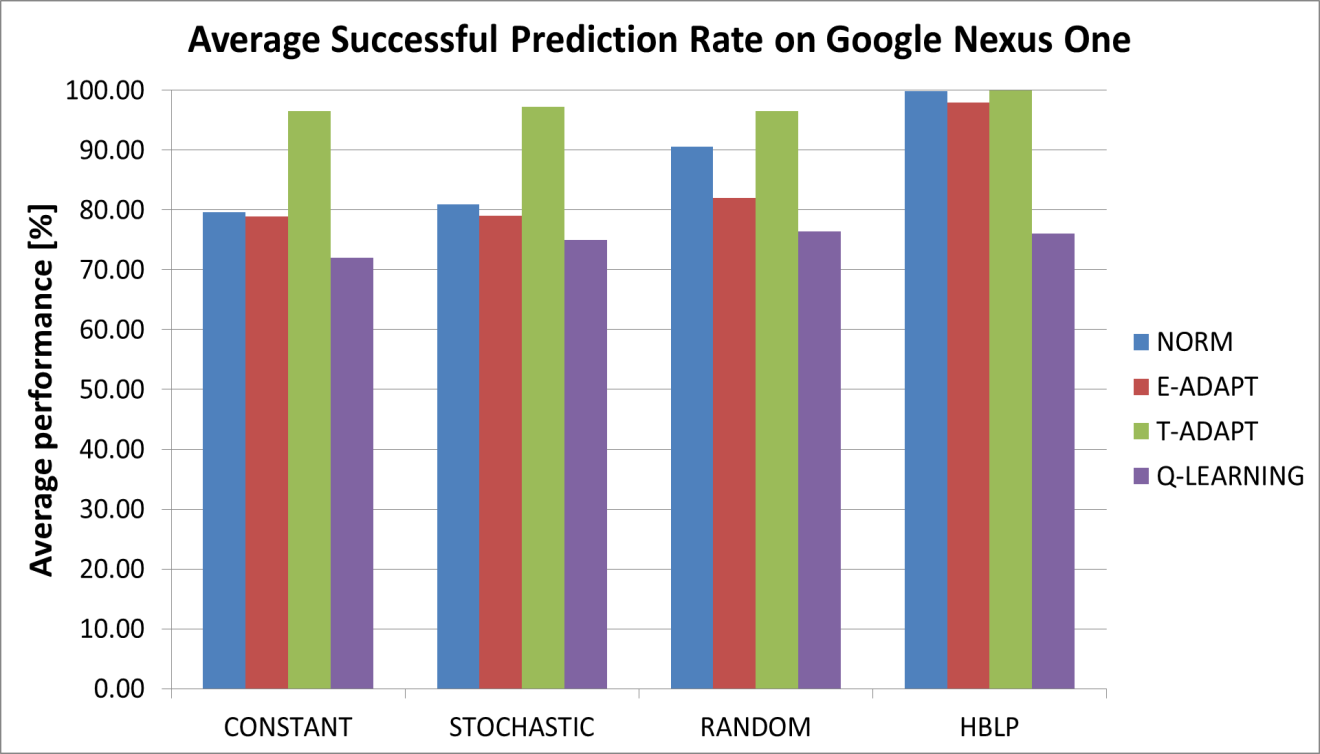 Average Successful Prediction Rate on Google Nexus One
Average performance [%]
100.00
90.00
80.00
70.00
60.00
50.00
40.00
30.00
20.00
10.00
0.00
CONSTANT
STOCHASTIC
RANDOM
HBLP
NORM
E-ADAPT
T-ADAPT
Q-LEARNING